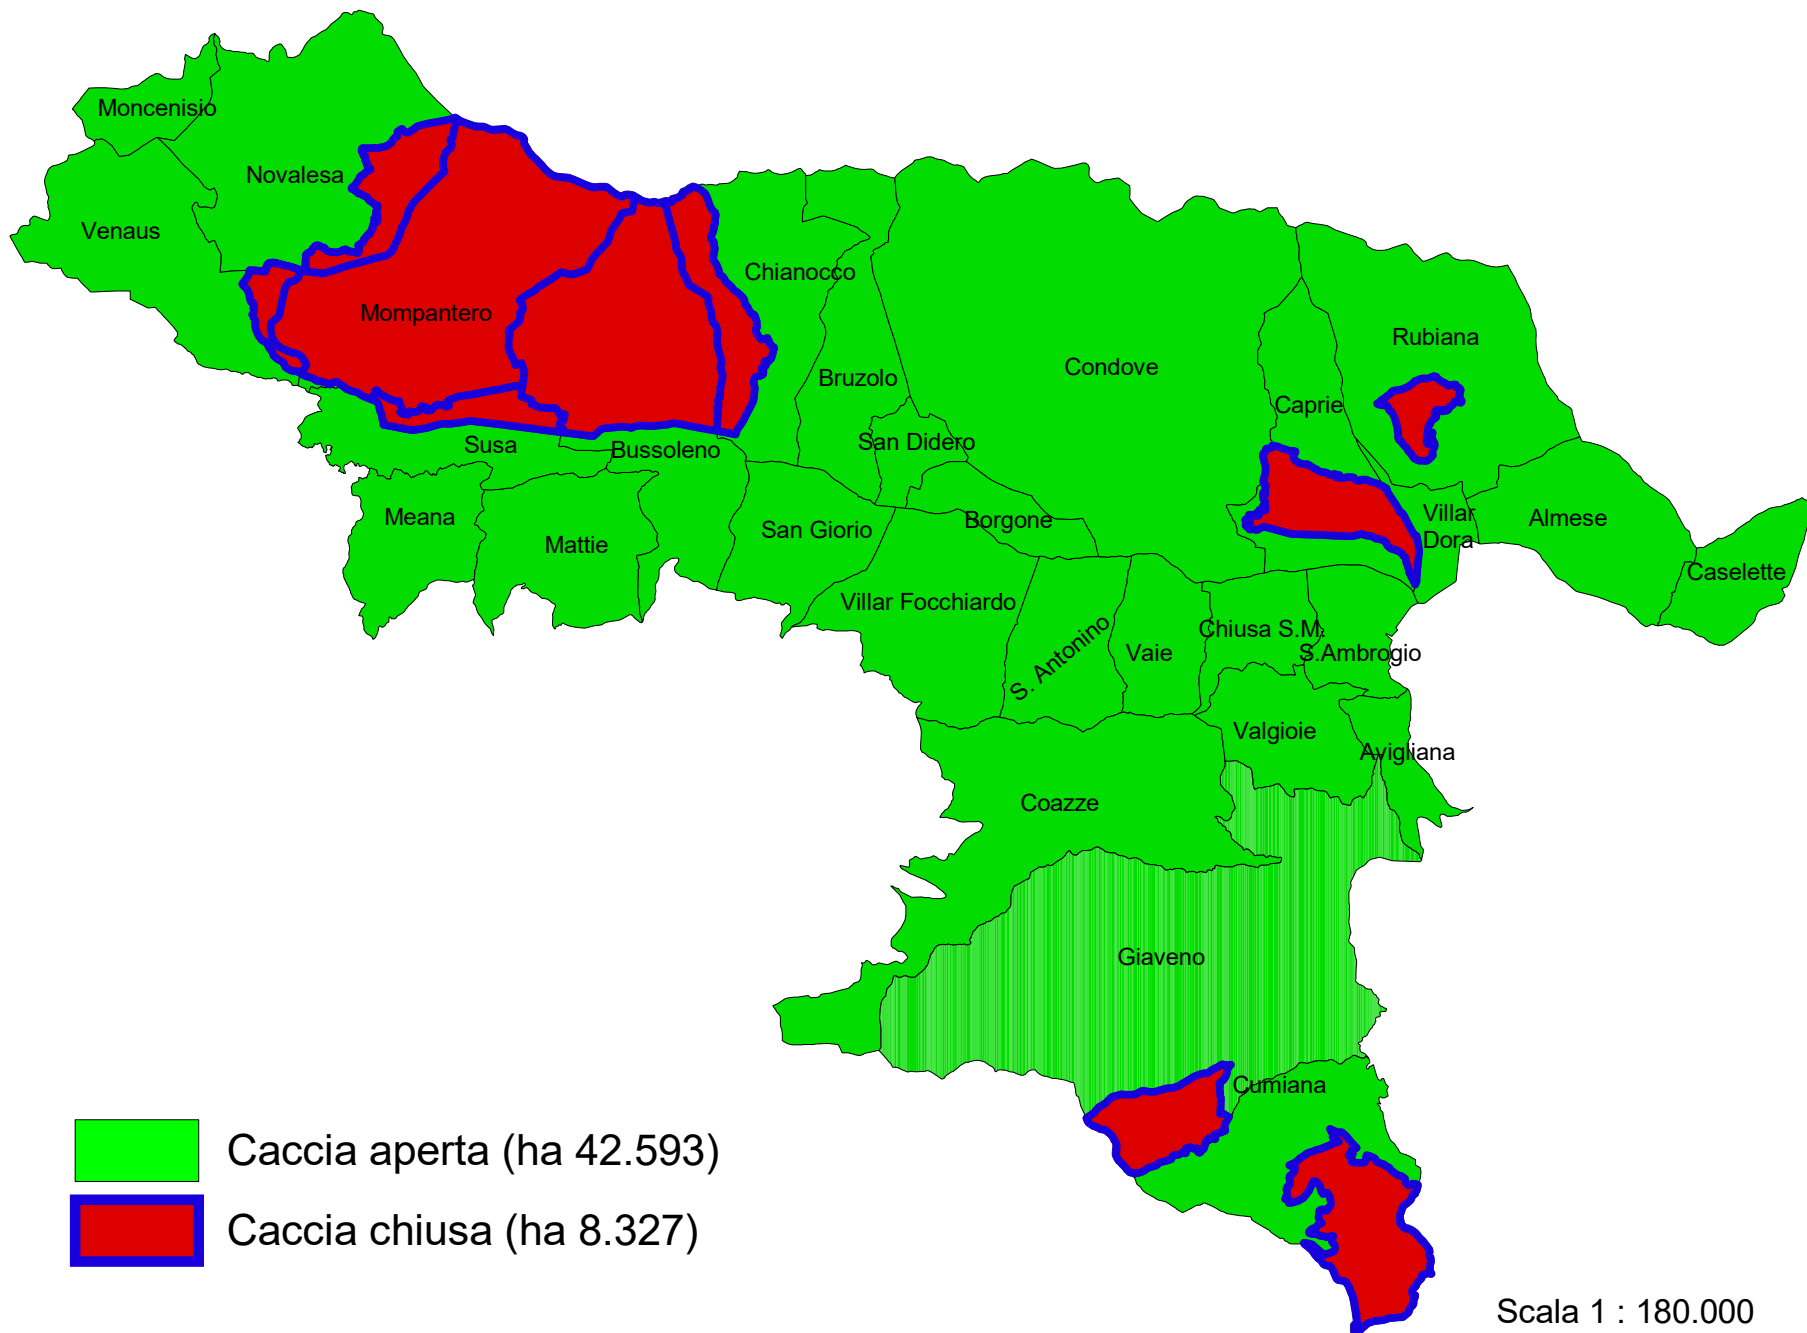 Moncenisio
Novalesa
Venaus
Chianocco
Mompantero
Rubiana
Condove
Bruzolo
Caprie
San Didero
Susa
Bussoleno
Meana
Mattie
San Giorio
Borgone
Villar
Dora
Almese
Caselette
Villar Focchiardo
S. Antonino
Vaie
Chiusa S.M.
S.Ambrogio
Valgioie
Avigliana
Coazze
Giaveno
Cumiana
Caccia aperta (ha 42.593)
Caccia chiusa (ha 8.327)
Scala 1 : 180.000